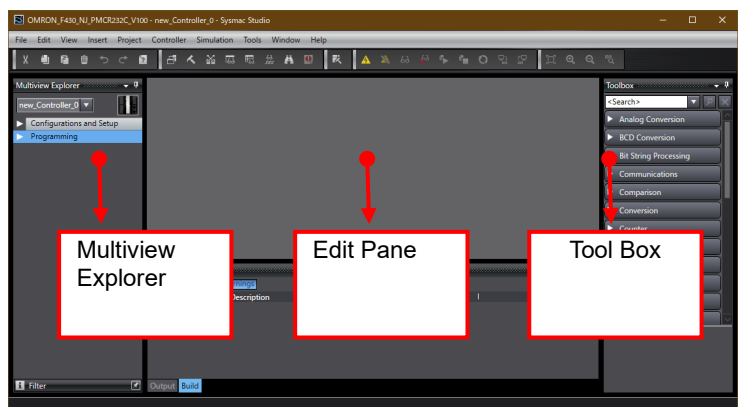 OMRON_F430_NJ_PMCR232C_V100 - new_Controller_0 - Sysmac Studio
File Edit View Insert Project Controller Simulation Tools Window Help
Multiview Explorer
new_Controller_0
Configurations and Setup
Programming
Toolbox
<Search>
Analog Conversion
BCD Conversion
Bit String Processing
Communications
Comparison
Conversion
Counter
Multiview
Explorer
Edit Pane
Tool Box
Description
Filter
Output Build